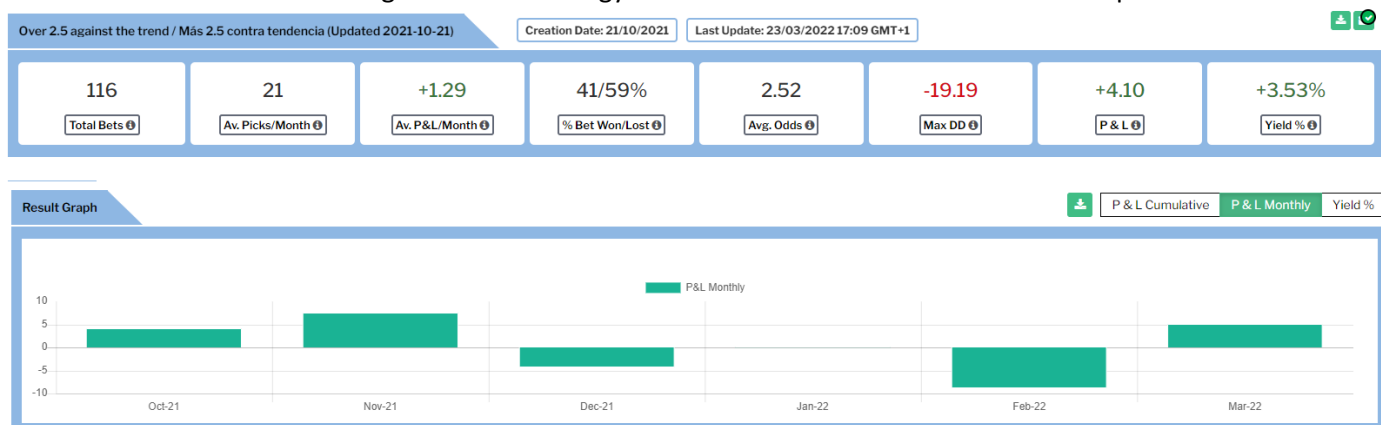 Over 2.5 against the trend / Más 2.5 contra tendencia (Updated 2021-10-21)
Creation Date: 21/10/2021
Last Update: 23/03/2022 17:09 GMT+1
116 21 +1.29 41/59% 2.52 -19.19 +4.10 +3.53%
Total Bets Av. Picks/Month Av. P&L/Month % Bet Won/Lost Avg. Odds Max DD P & L Yield %
Result Graph
P & L Cumulative P & L Monthly Yield %
P&L Monthly
10
5
0
-5
-10
Oct-21 Nov-21 Dec-21 Jan-22 Feb-22 Mar-22